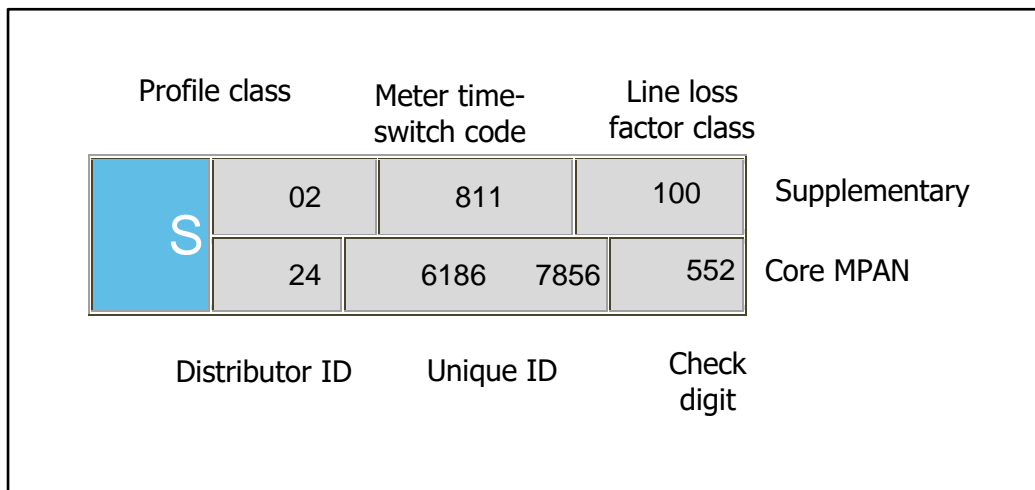 Profile class Meter time-switch code Line loss factor class
S 02 811 100 Supplementary
24 6186 7856 552 Core MPAN
Distributor ID Unique ID Check digit